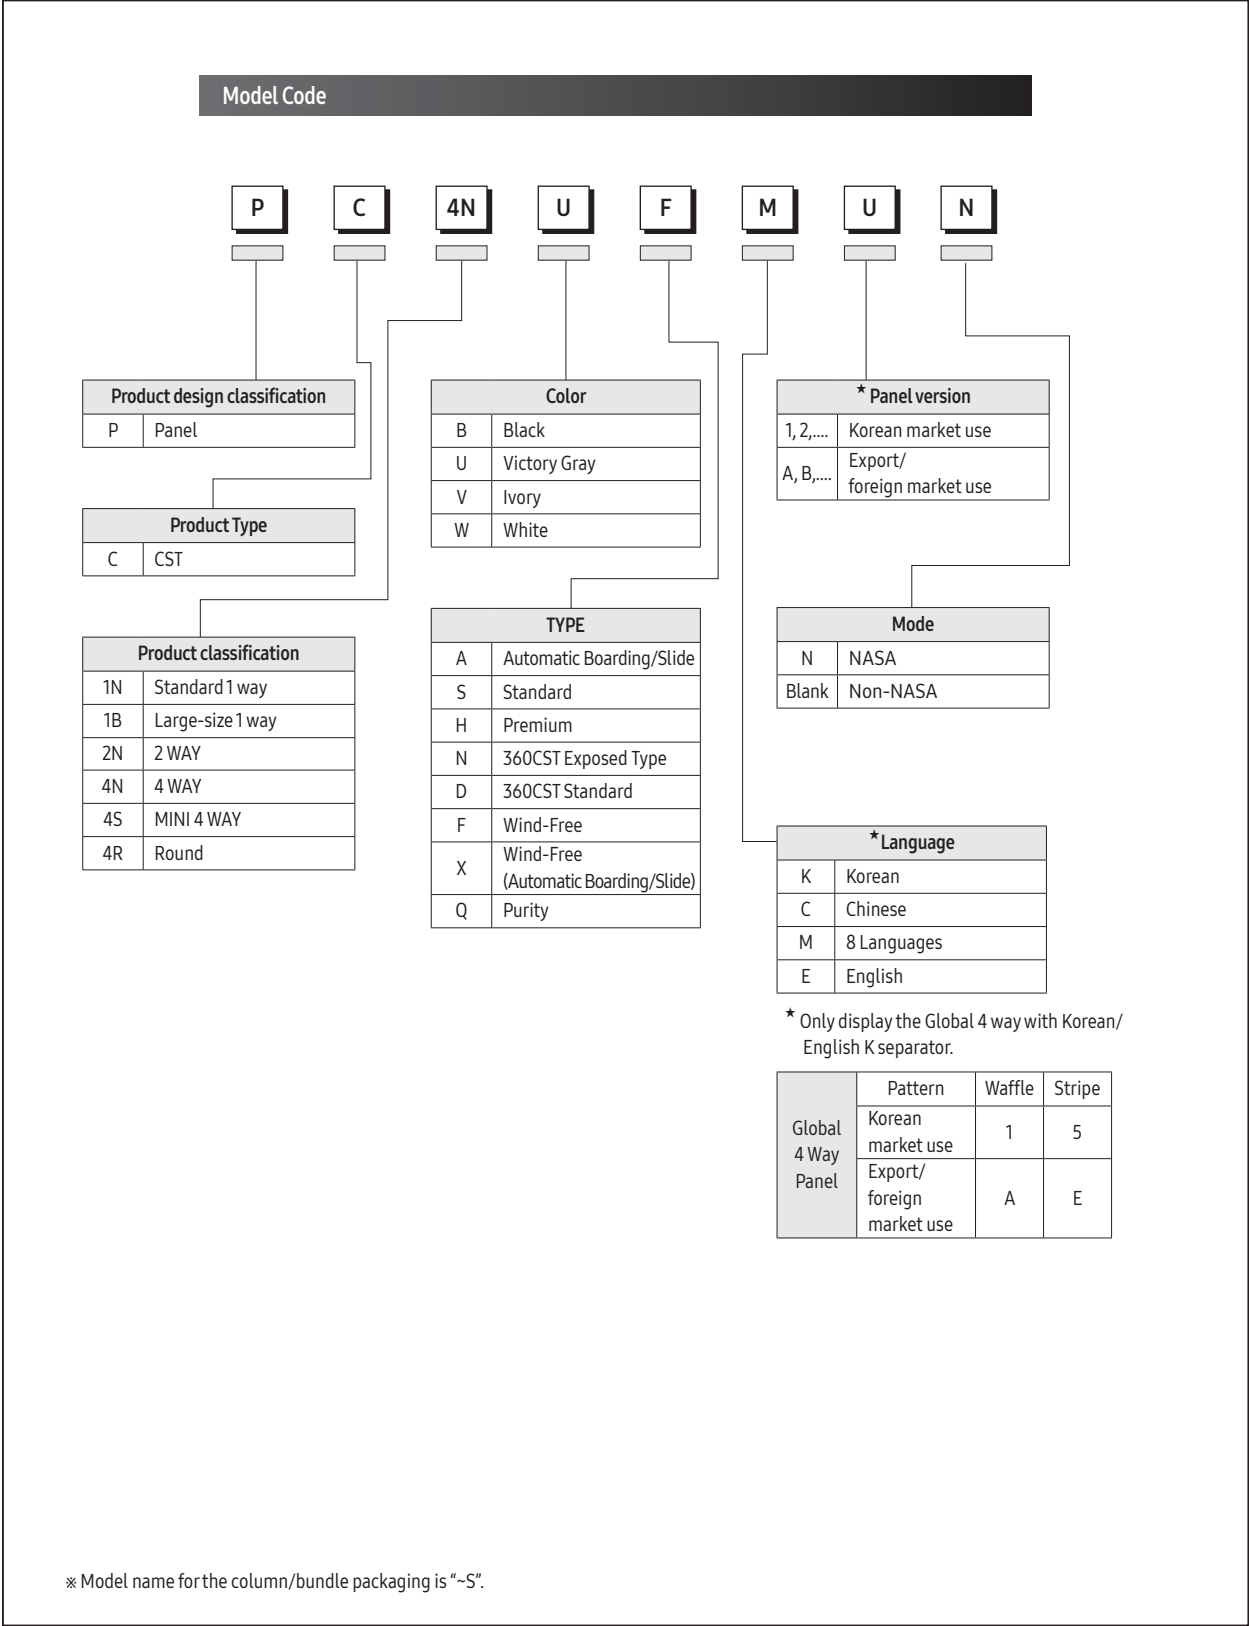 Model Code
P C 4N U F M U N
Product design classification
P Panel
Product Type
C CST
Product classification
1N Standard 1 way
1B Large-size 1 way
2N 2 WAY
4N 4 WAY
4S MINI 4 WAY
4R Round
Color
B Black
U Victory Gray
V Ivory
W White
TYPE
A Automatic Boarding/Slide
S Standard
H Premium
N 360CST Exposed Type
D 360CST Standard
F Wind-Free
X Wind-Free
(Automatic Boarding/Slide)
Q Purity
★ Panel version
1, 2,.... Korean market use
A, B,.... Export/
foreign market use
Mode
N NASA
Blank Non-NASA
★ Language
K Korean
C Chinese
M 8 Languages
E English
★ Only display the Global 4 way with Korean/
English K separator.
Global
4 Way
Panel
Pattern Waffle Stripe
Korean
market use 1 5
Export/
foreign
market use A E
※ Model name for the column/bundle packaging is “~S”.